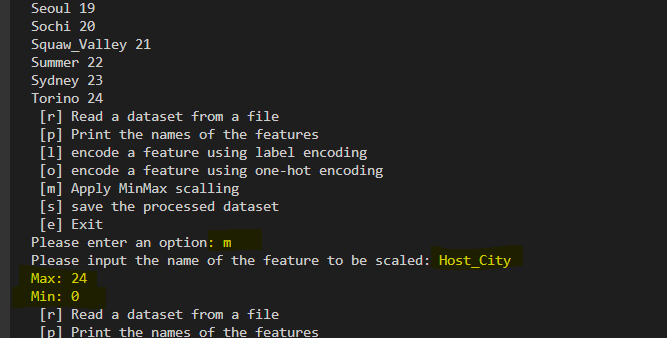 Seoul 19
Sochi 20
Squaw_Valley 21
Summer 22
Sydney 23
Torino 24
[r] Read a dataset from a file
[p] Print the names of the features
[l] encode a feature using label encoding
[o] encode a feature using one-hot encoding
[m] Apply MinMax scalling
[s] save the processed dataset
[e] Exit
Please enter an option: m
Please input the name of the feature to be scaled: Host_City
Max: 24
Min: 0
[r] Read a dataset from a file
[p] Print the names of the features